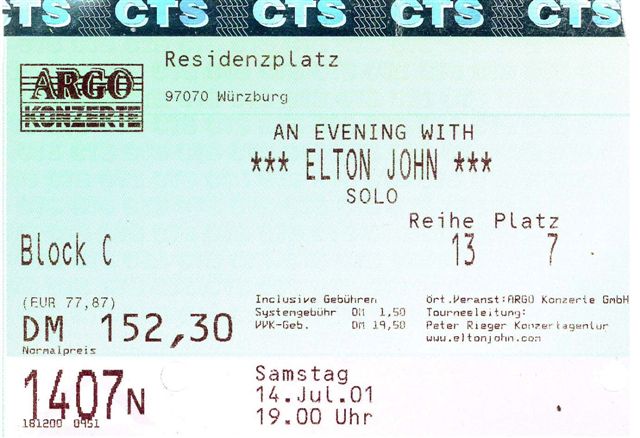 CTS CTS CTS CTS CTS
Residenzplatz
97070 Würzburg
ARGO
KONZERTE
AN EVENING WITH
*** ELTON JOHN ***
SOLO
Reihe Platz
Block C 13 7
(EUR 77,87)
DM 152,30
Normalpreis
Inclusive Gebühren
Systemgebühr DM 1,50
VVK-Geb. DM 19,50
Ört.Veranst:ARGO Konzerte GmbH
Tourneeleitung:
Peter Rieger Konzertagentur
www.eltonjohn.com
1407N
181200 0951
Samstag
14.Jul.01
19.00 Uhr